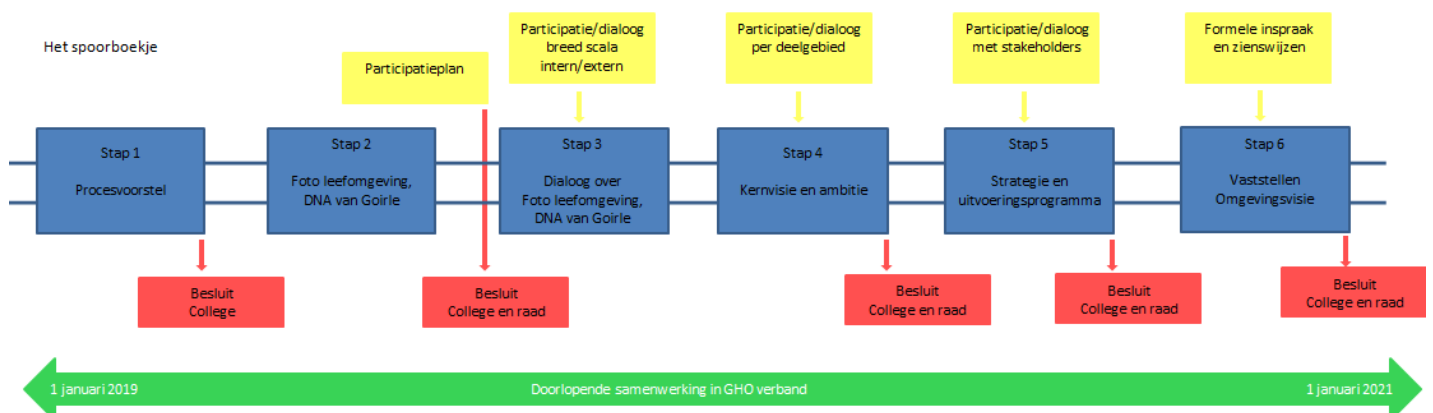 Het spoorboekje
Participatieplan
Participatie/dialoog
breed scala
intern/extern
Participatie/dialoog
per deelgebied
Participatie/dialoog
met stakeholders
Formele inspraak
en zienswijzen
Stap 1
Procesvoorstel
Stap 2
Foto leefomgeving,
DNA van Goirle
Stap 3
Dialoog over
Foto leefomgeving,
DNA van Goirle
Stap 4
Kernvisie en ambitie
Stap 5
Strategie en
uitvoeringsprogramma
Stap 6
Vaststellen
Omgevingsvisie
Besluit
College
Besluit
College en raad
Besluit
College en raad
Besluit
College en raad
Besluit
College en raad
1 januari 2019
Doorlopende samenwerking in GHO verband
1 januari 2021